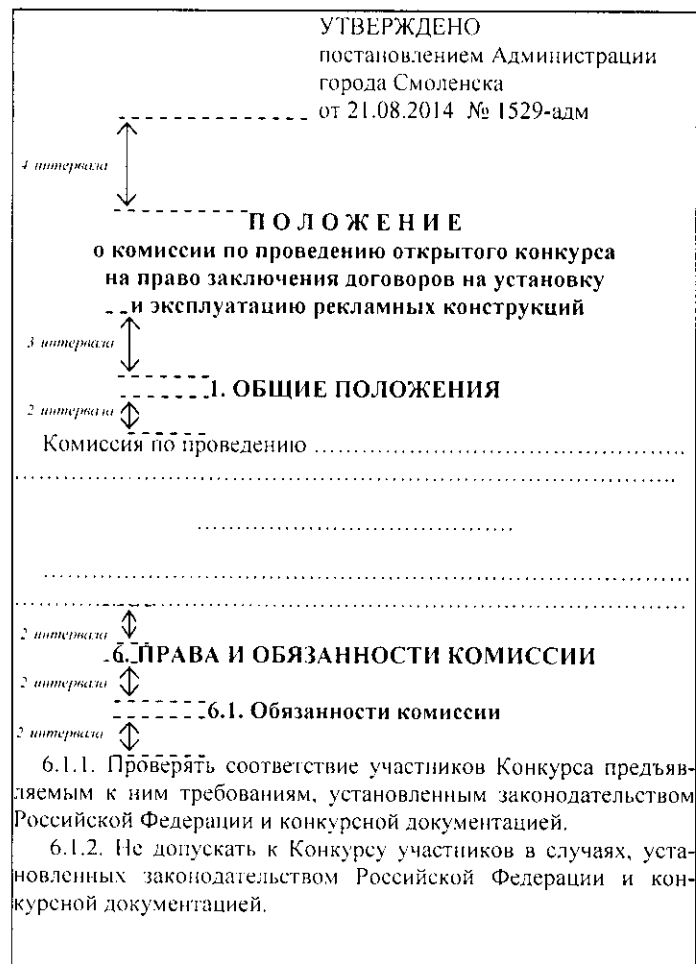 УТВЕРЖДЕНО
постановлением Администрации
города Смоленска
от 21.08.2014 № 1529-адм
4 интервала
П О Л О Ж Е Н И Е
о комиссии по проведению открытого конкурса
на право заключения договоров на установку
и эксплуатацию рекламных конструкций
3 интервала
1. ОБЩИЕ ПОЛОЖЕНИЯ
2 интервала
Комиссия по проведению ................................................
.....................................................................................
........................................
.....................................................................................
.....................................................................................
2 интервала
6. ПРАВА И ОБЯЗАННОСТИ КОМИССИИ
2 интервала
6.1. Обязанности комиссии
2 интервала
6.1.1. Проверять соответствие участников Конкурса предъяв-
ляемым к ним требованиям, установленным законодательством
Российской Федерации и конкурсной документацией.
6.1.2. Не допускать к Конкурсу участников в случаях, уста-
новленных законодательством Российской Федерации и кон-
курсной документацией.